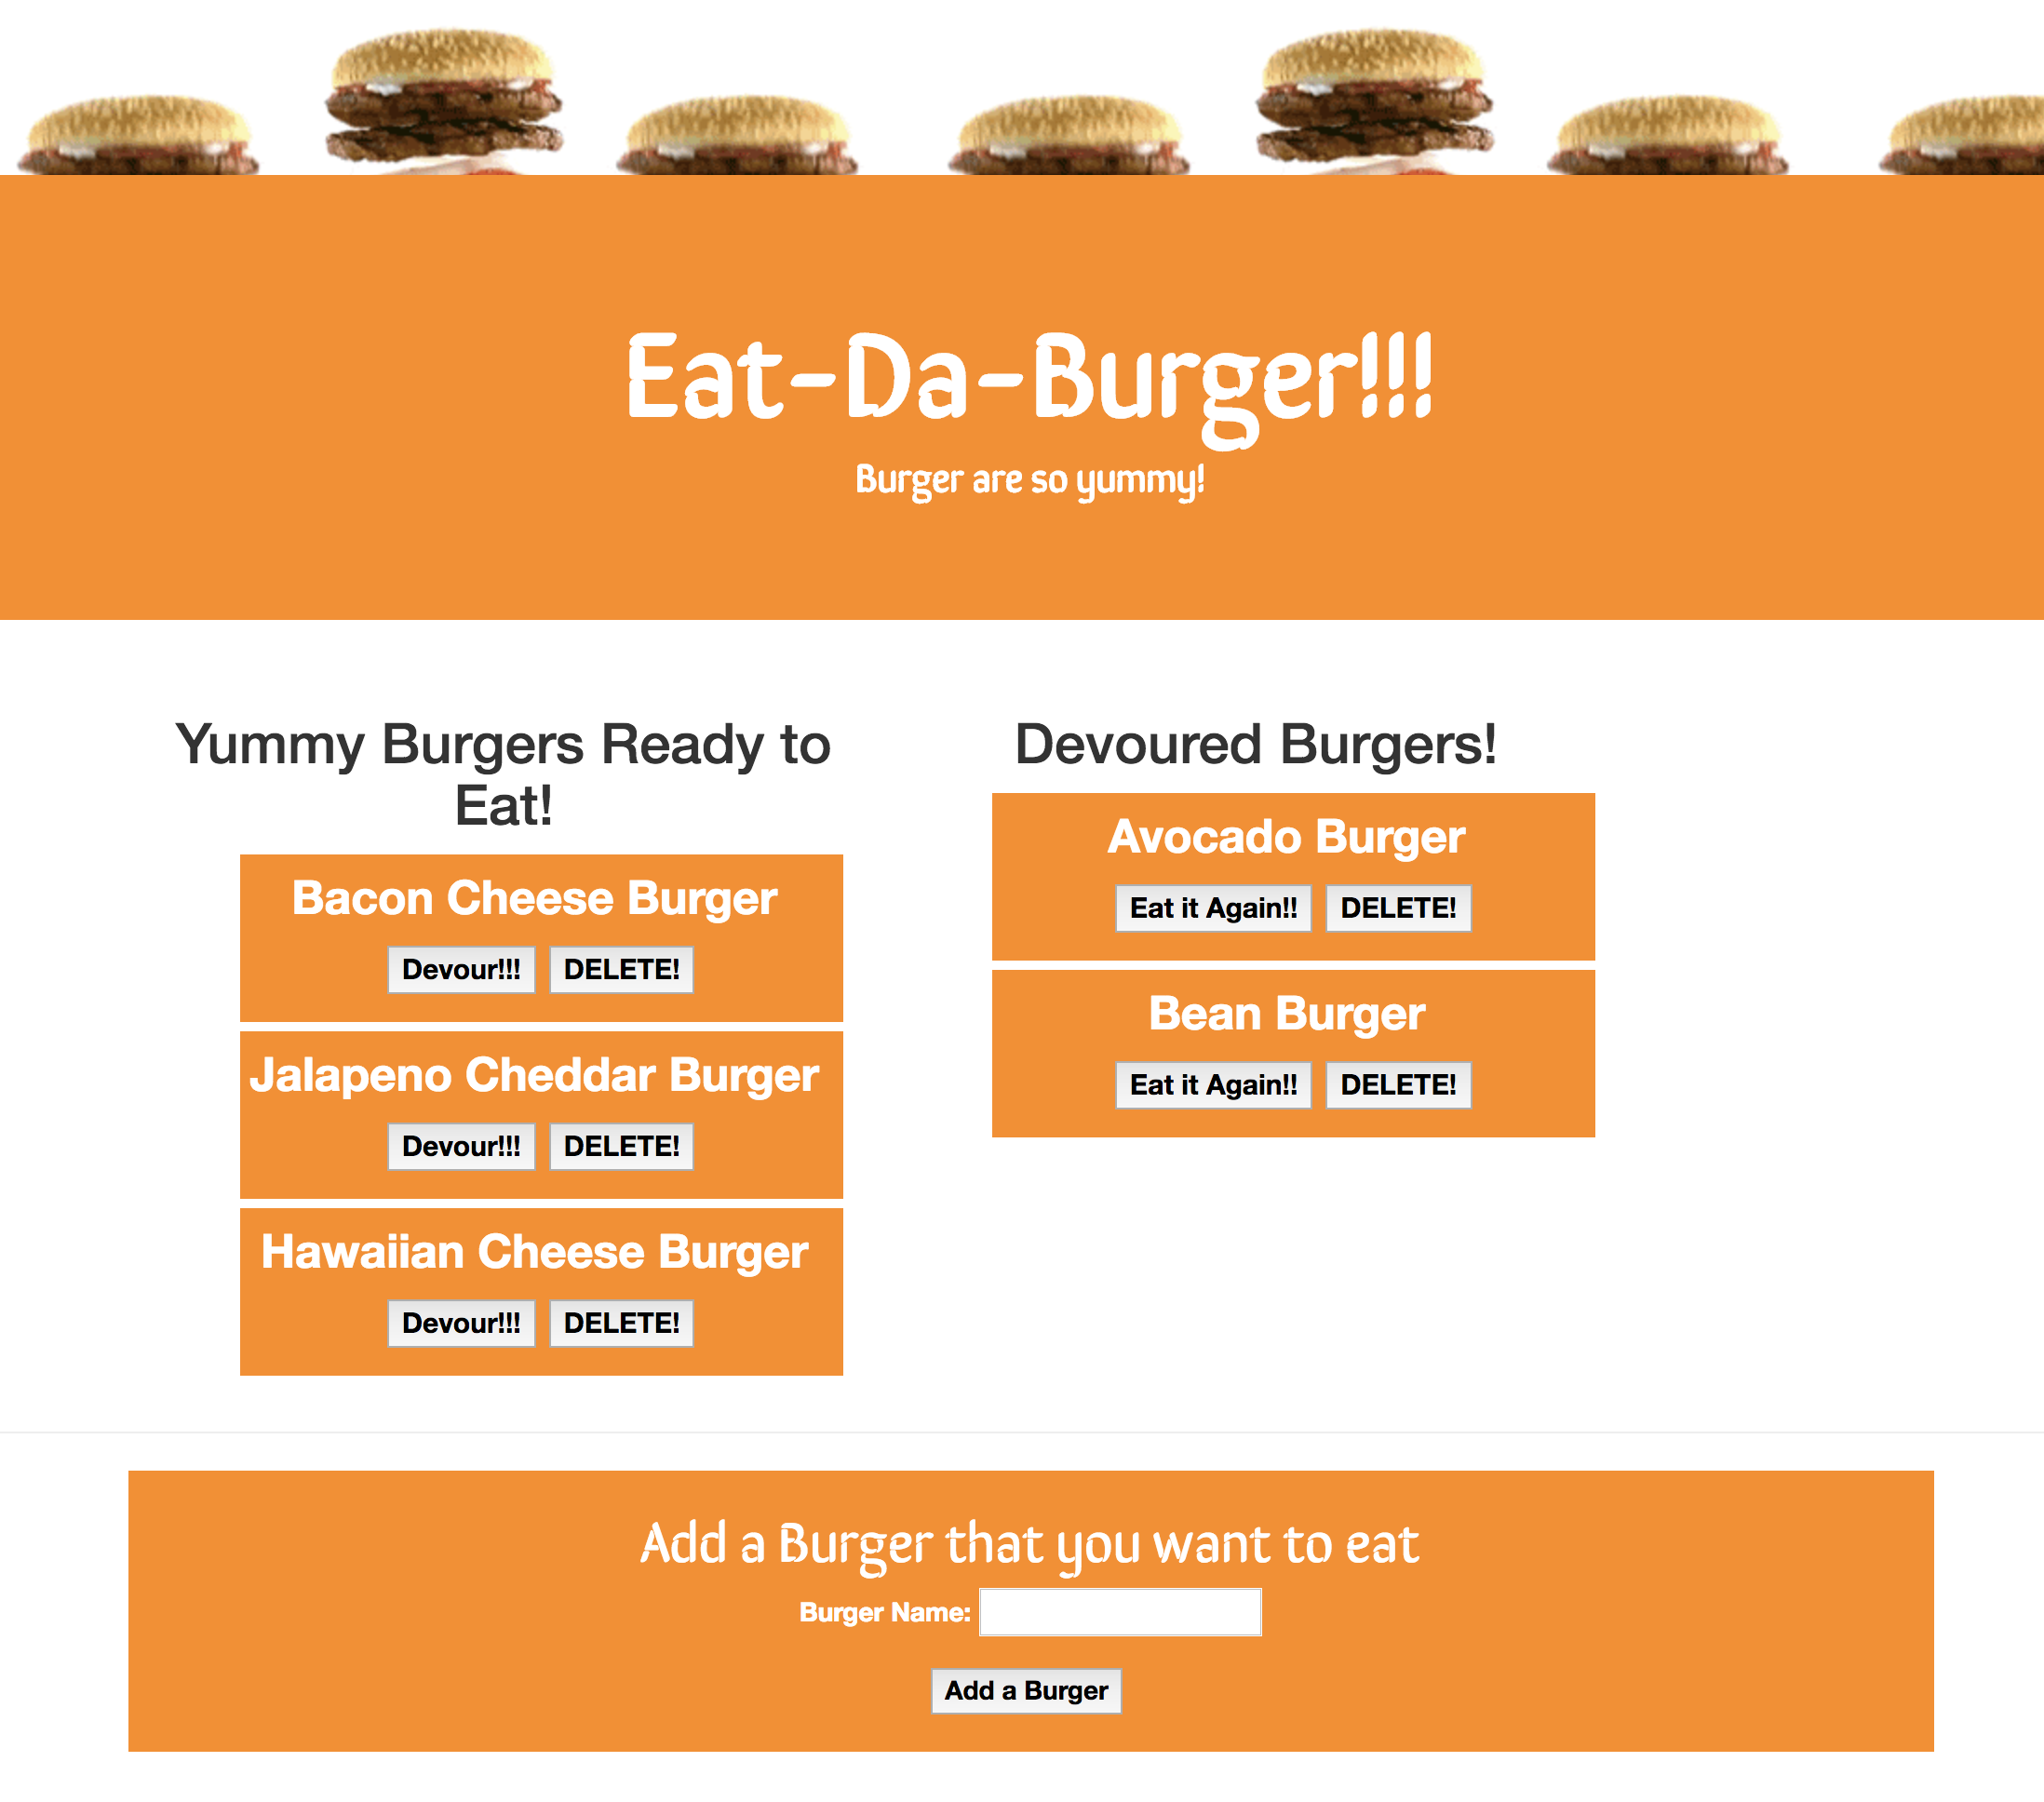 Eat-Da-Burger!!!
Burger are so yummy!
Yummy Burgers Ready to
Eat!
Bacon Cheese Burger
Devour!!! DELETE!
Jalapeno Cheddar Burger
Devour!!! DELETE!
Hawaiian Cheese Burger
Devour!!! DELETE!
Devoured Burgers!
Avocado Burger
Eat it Again!! DELETE!
Bean Burger
Eat it Again!! DELETE!
Add a Burger that you want to eat
Burger Name:
Add a Burger